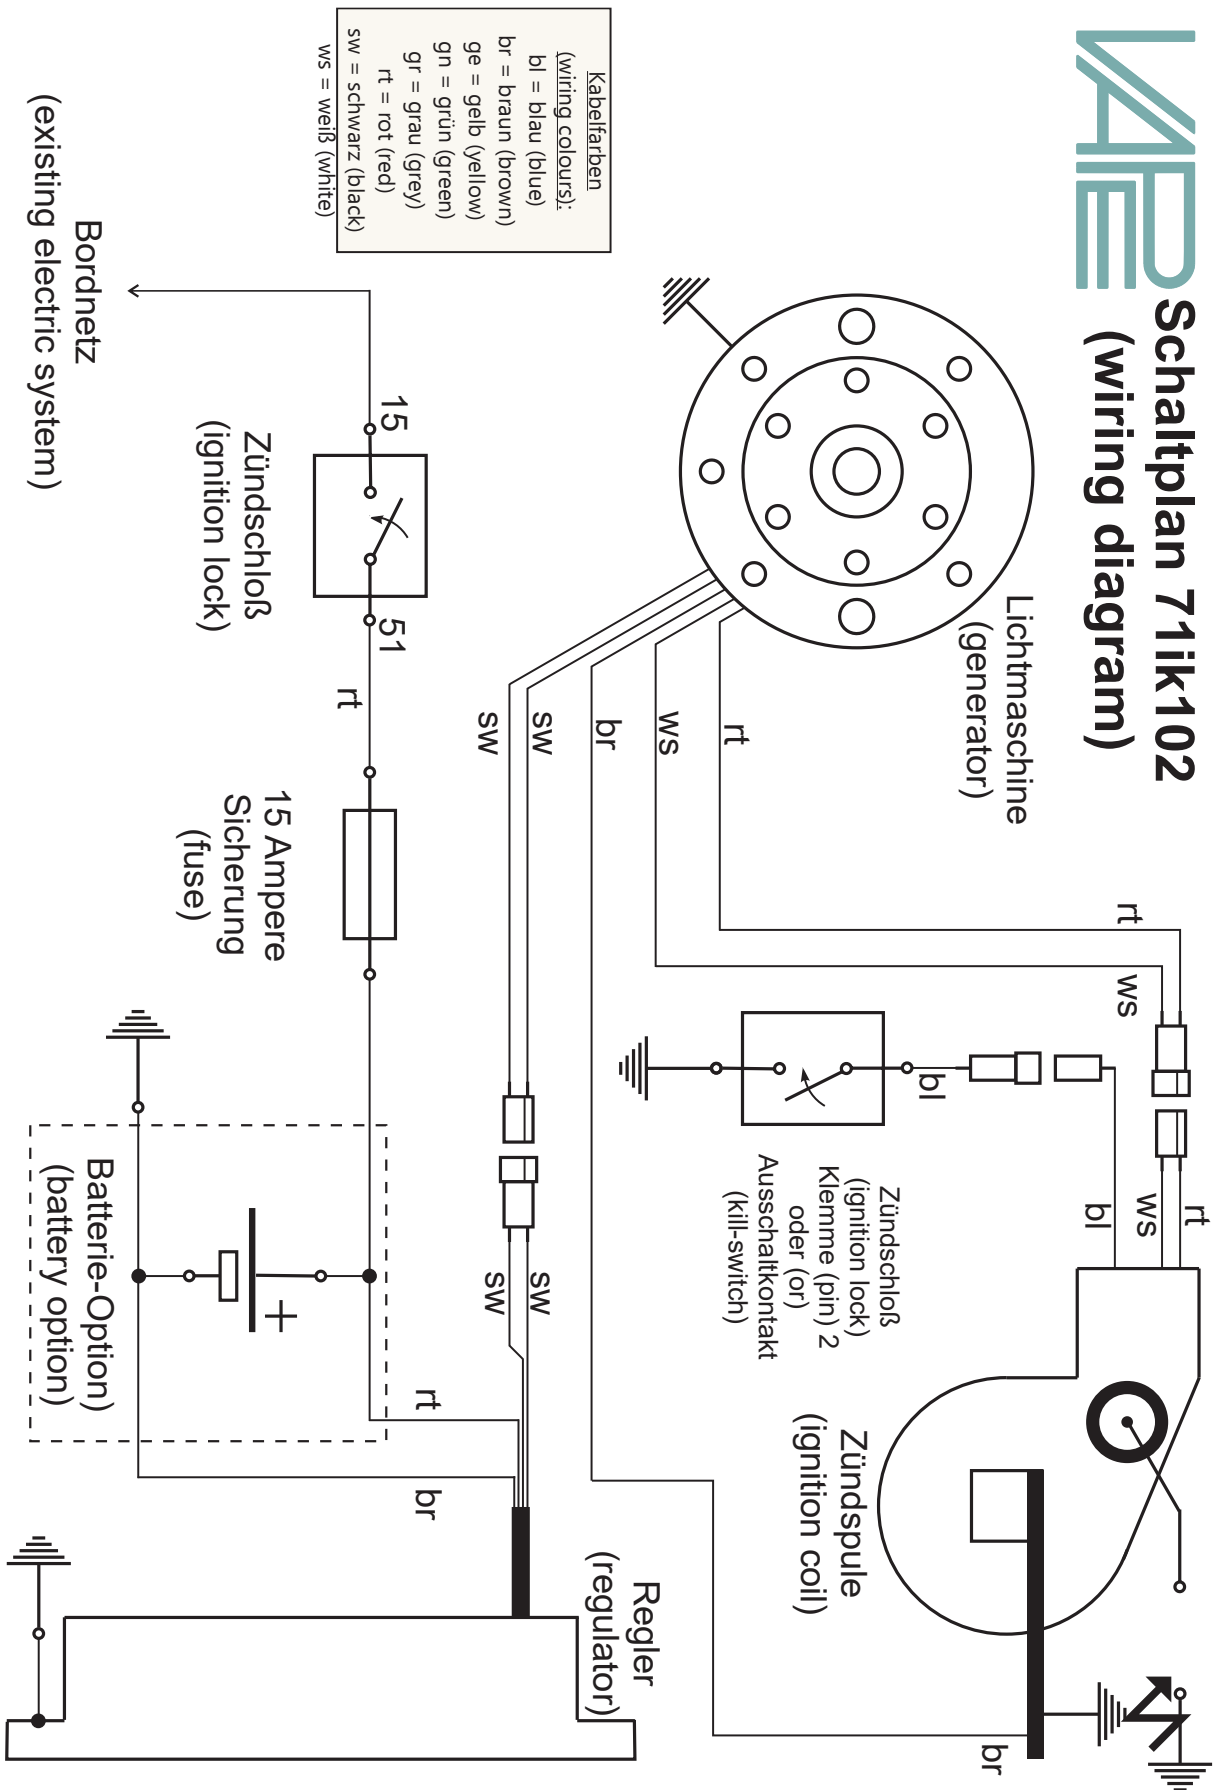 VAPE
Schaltplan 71ik102
(wiring diagram)
Kabelfarben
(wiring colours):
bl = blau (blue)
br = braun (brown)
ge = gelb (yellow)
gn = grün (green)
gr = grau (grey)
rt = rot (red)
sw = schwarz (black)
ws = weiß (white)
Lichtmaschine
(generator)
rt
ws
br
sw
sw
rt
ws
rt
ws
bl
bl
Zündschloß
(ignition lock)
Klemme (pin) 2
oder (or)
Ausschaltkontakt
(kill-switch)
Zündspule
(ignition coil)
br
sw
sw
Regler
(regulator)
rt
br
15
51
Zündschloß
(ignition lock)
rt
15 Ampere
Sicherung
(fuse)
+
Batterie-Option)
(battery option)
Bordnetz
(existing electric system)